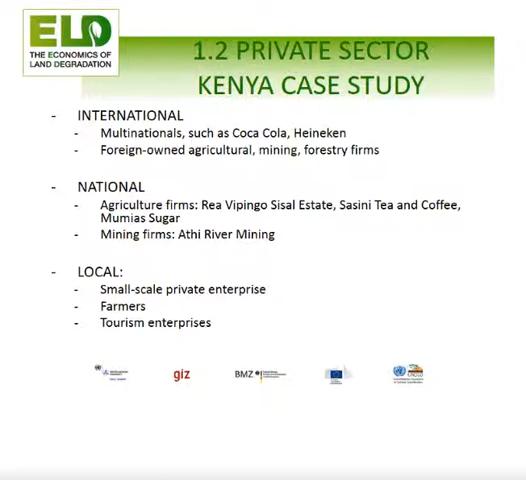 ELD
THE ECONOMICS OF
LAND DEGRADATION
1.2 PRIVATE SECTOR
KENYA CASE STUDY
- INTERNATIONAL
- Multinationals, such as Coca Cola, Heineken
- Foreign-owned agricultural, mining, forestry firms
- NATIONAL
- Agriculture firms: Rea Vipingo Sisal Estate, Sasini Tea and Coffee,
Mumias Sugar
- Mining firms: Athi River Mining
- LOCAL:
- Small-scale private enterprise
- Farmers
- Tourism enterprises
giz
BMZ